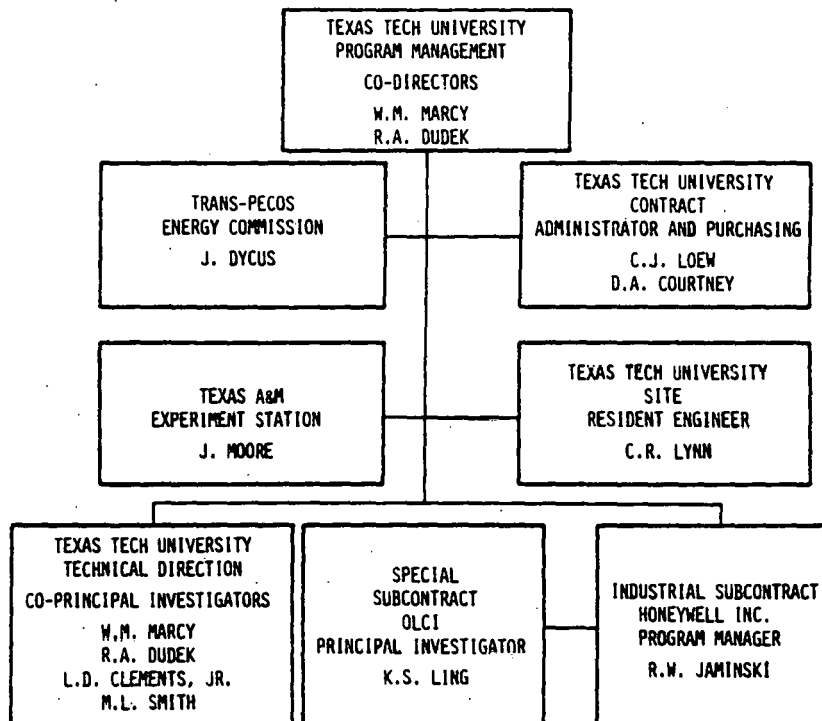 TEXAS TECH UNIVERSITY
PROGRAM MANAGEMENT
CO-DIRECTORS
W.M. MARCY
R.A. DUDEK
TRANS-PECOS
ENERGY COMMISSION
J. DYCUS
TEXAS TECH UNIVERSITY
CONTRACT
ADMINISTRATOR AND PURCHASING
C.J. LOEW
D.A. COURTNEY
TEXAS A&M
EXPERIMENT STATION
J. MOORE
TEXAS TECH UNIVERSITY
SITE
RESIDENT ENGINEER
C.R. LYNN
TEXAS TECH UNIVERSITY
TECHNICAL DIRECTION
CO-PRINCIPAL INVESTIGATORS
W.M. MARCY
R.A. DUDEK
L.D. CLEMENTS, JR.
M.L. SMITH
SPECIAL
SUBCONTRACT
OLCI
PRINCIPAL INVESTIGATOR
K.S. LING
INDUSTRIAL SUBCONTRACT
HONEYWELL INC.
PROGRAM MANAGER
R.W. JAMINSKI